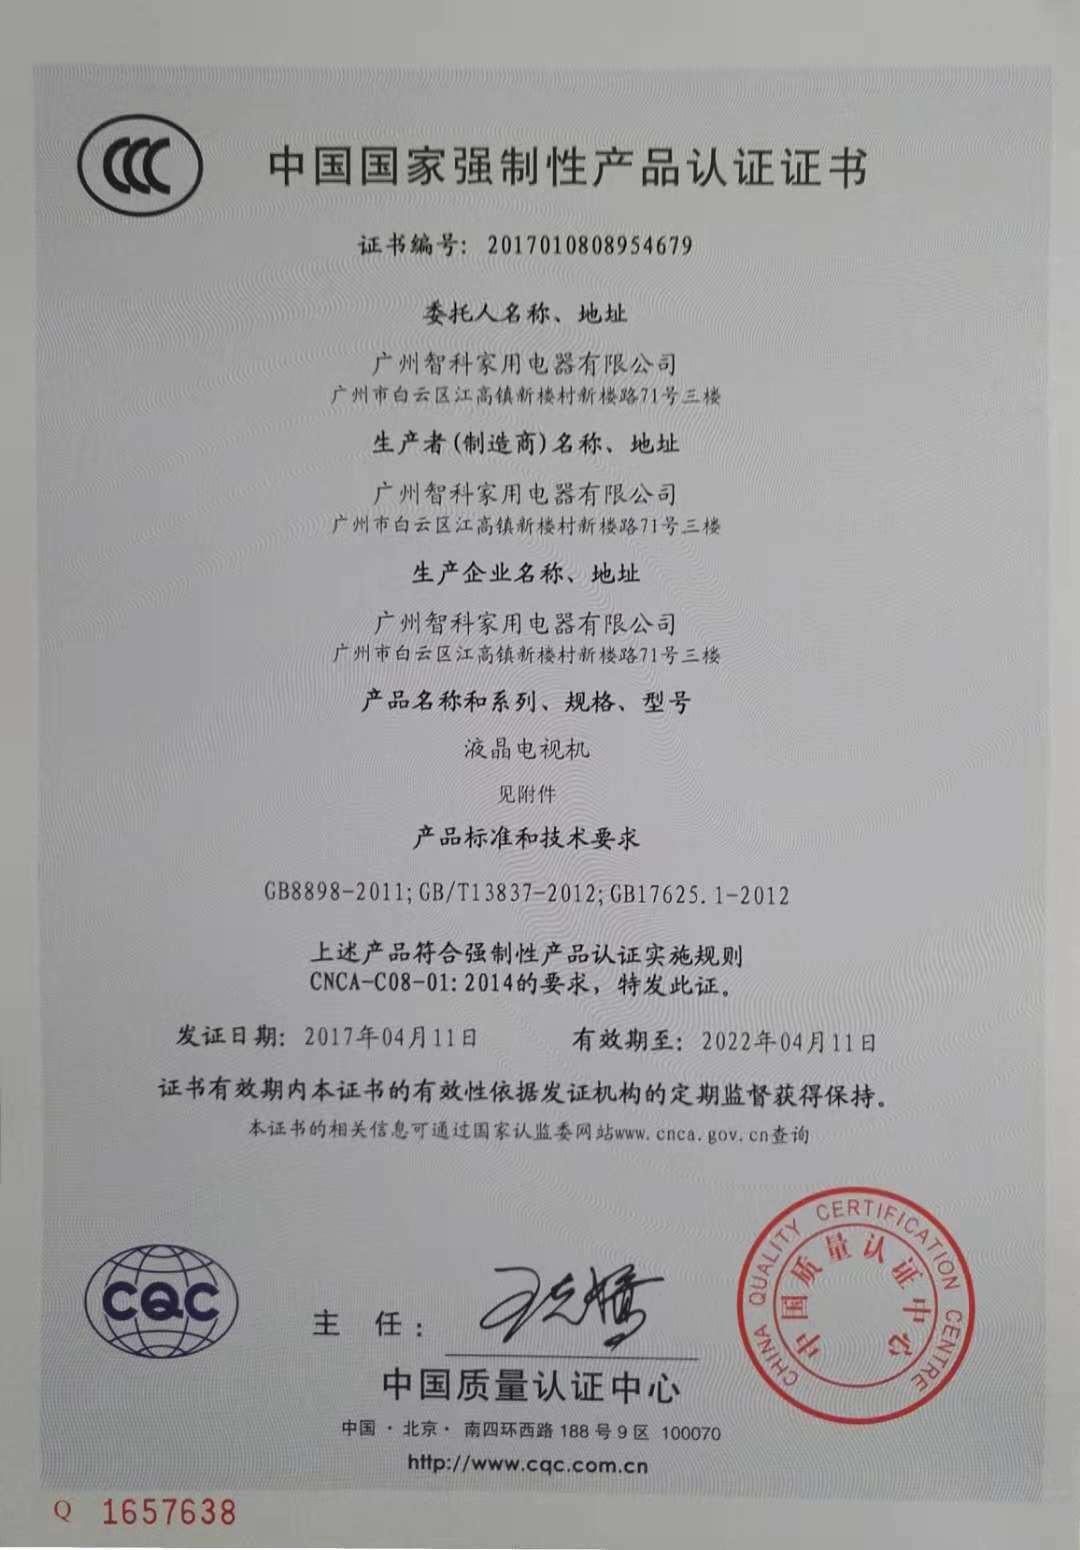 CCC
中国国家强制性产品认证证书
证书编号: 2017010808954679
委托人名称、地址
广州智科家用电器有限公司
广州市白云区江高镇新楼村新楼路71号三楼
生产者(制造商)名称、地址
广州智科家用电器有限公司
广州市白云区江高镇新楼村新楼路71号三楼
生产企业名称、地址
广州智科家用电器有限公司
广州市白云区江高镇新楼村新楼路71号三楼
产品名称和系列、规格、型号
液晶电视机
见附件
产品标准和技术要求
GB8898-2011;GB/T13837-2012;GB17625.1-2012
上述产品符合强制性产品认证实施规则
CNCA-C08-01:2014的要求，特发此证。
发证日期: 2017年04月11日 有效期至: 2022年04月11日
证书有效期内本证书的有效性依据发证机构的定期监督获得保持。
本证书的相关信息可通过国家认监委网站www.cnca.gov.cn查询
CQC
主 任:
CHINA QUALITY CERTIFICATION CENTRE
中国质量认证中心
中国质量认证中心
中国·北京·南四环西路188号9区 100070
http://www.cqc.com.cn
Q 1657638